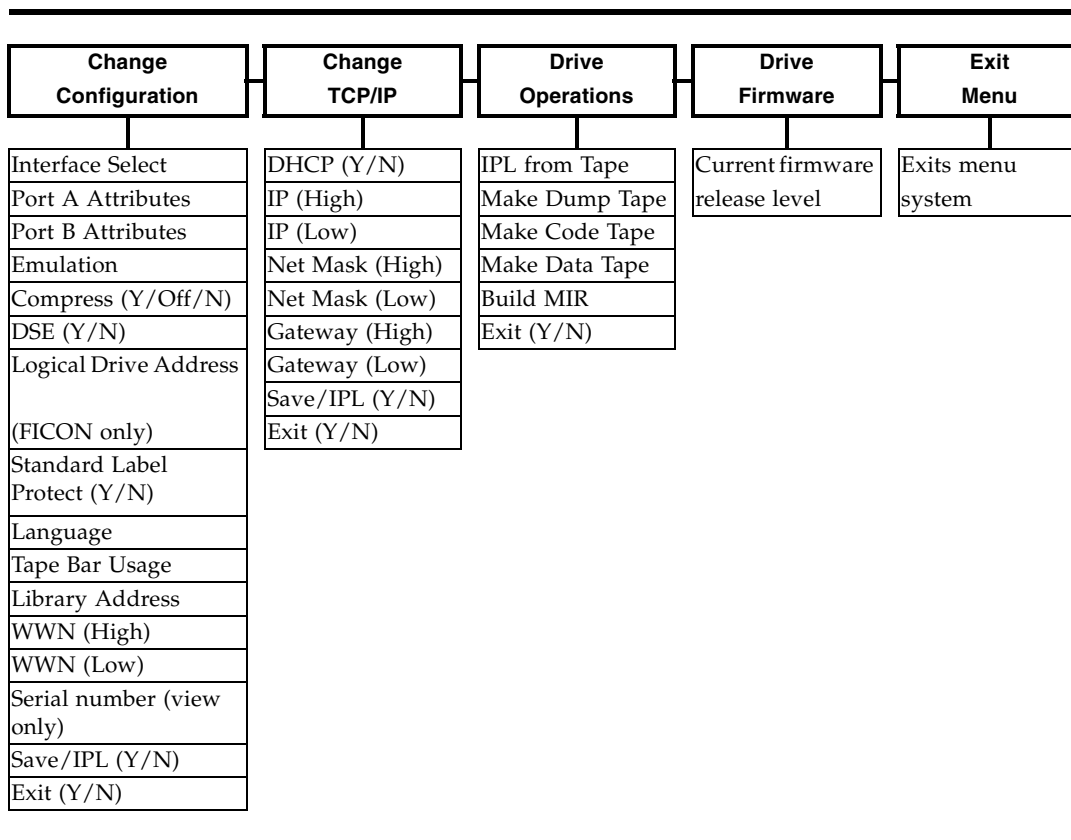 Change
Configuration
Change
TCP/IP
Drive
Operations
Drive
Firmware
Exit
Menu
Interface Select
Port A Attributes
Port B Attributes
Emulation
Compress (Y/Off/N)
DSE (Y/N)
Logical Drive Address
(FICON only)
Standard Label
Protect (Y/N)
Language
Tape Bar Usage
Library Address
WWN (High)
WWN (Low)
Serial number (view
only)
Save/IPL (Y/N)
Exit (Y/N)
DHCP (Y/N)
IP (High)
IP (Low)
Net Mask (High)
Net Mask (Low)
Gateway (High)
Gateway (Low)
Save/IPL (Y/N)
Exit (Y/N)
IPL from Tape
Make Dump Tape
Make Code Tape
Make Data Tape
Build MIR
Exit (Y/N)
Current firmware
release level
Exits menu
system